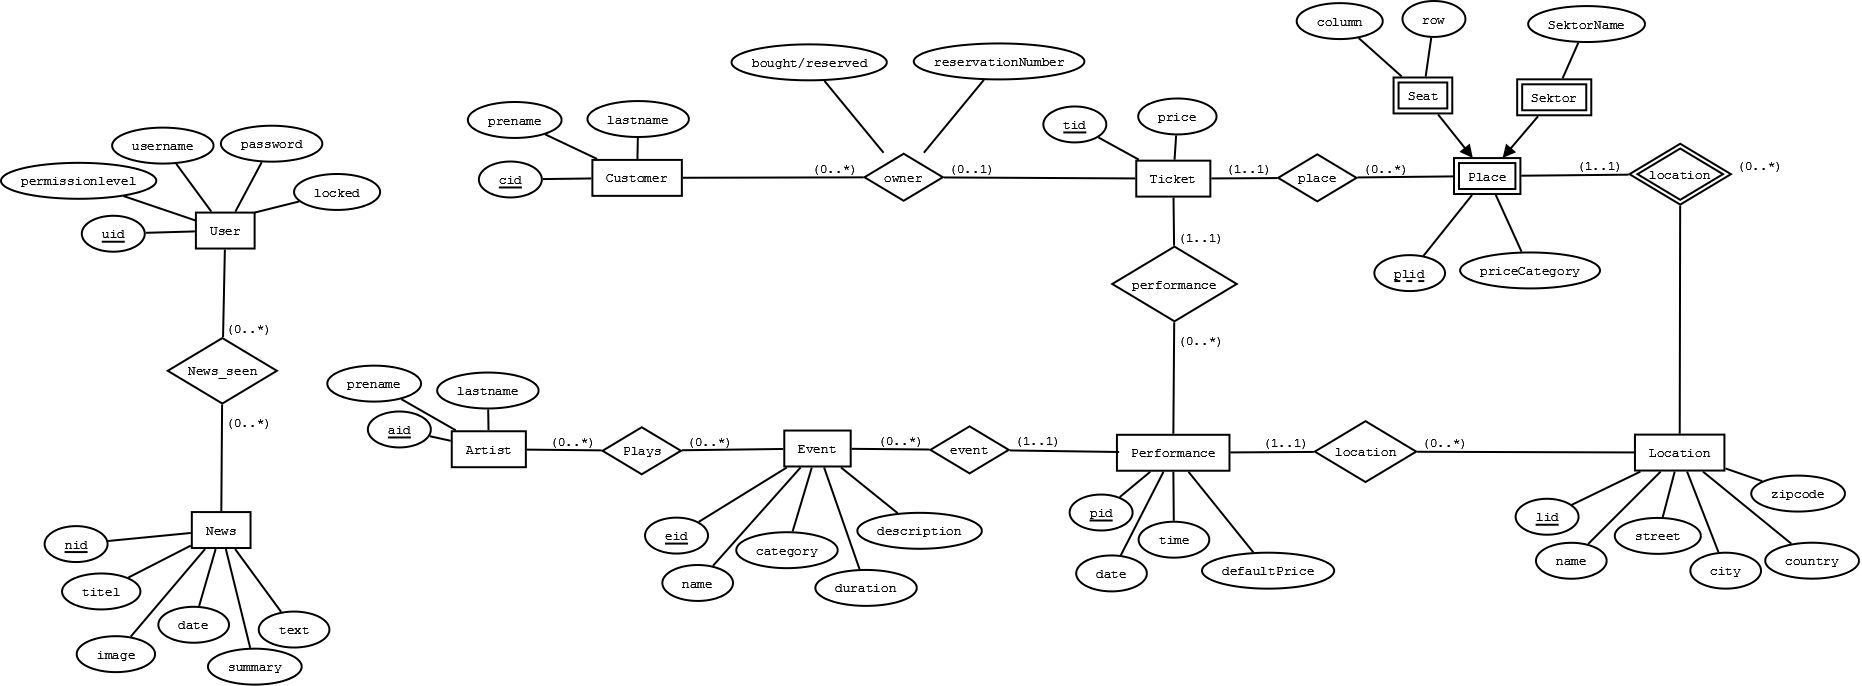 column
row
SektorName
bought/reserved
reservationNumber
Seat
Sektor
prename
lastname
tid
price
username
password
permissionlevel
locked
uid
User
cid
Customer
(0..*)
owner
(0..1)
Ticket
(1..1)
place
(0..*)
Place
(1..1)
location
(0..*)
(1..1)
performance
(0..*)
plid
priceCategory
(0..*)
News_seen
(0..*)
prename
lastname
aid
Artist
(0..*)
Plays
(0..*)
Event
(0..*)
event
(1..1)
Performance
(1..1)
location
(0..*)
Location
nid
News
titel
image
date
summary
text
eid
name
category
duration
description
pid
date
time
defaultPrice
lid
name
street
city
country
zipcode